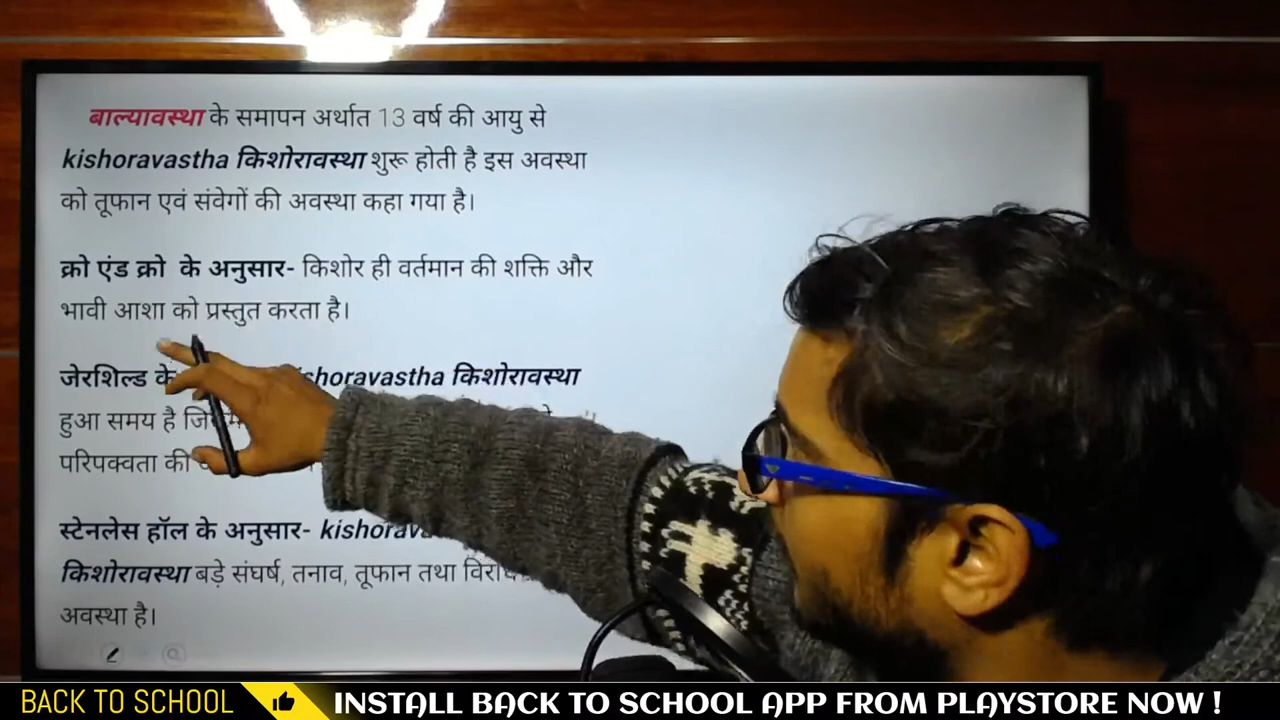 बाल्यावस्था के समापन अर्थात 13 वर्ष की आयु से
kishoravastha किशोरावस्था शुरू होती है इस अवस्था
को तूफान एवं संवेगों की अवस्था कहा गया है।
क्रो एंड क्रो के अनुसार- किशोर ही वर्तमान की शक्ति और
भावी आशा को प्रस्तुत करता है।
जेरशिल्ड के किशोरावस्था
हुआ समय है
परिपक्वता की
स्टेनलेस हॉल के अनुसार-
किशोरावस्था बड़े संघर्ष, तनाव, तूफान तथा
अवस्था है।
BACK TO SCHOOL INSTALL BACK TO SCHOOL APP FROM PLAYSTORE NOW !